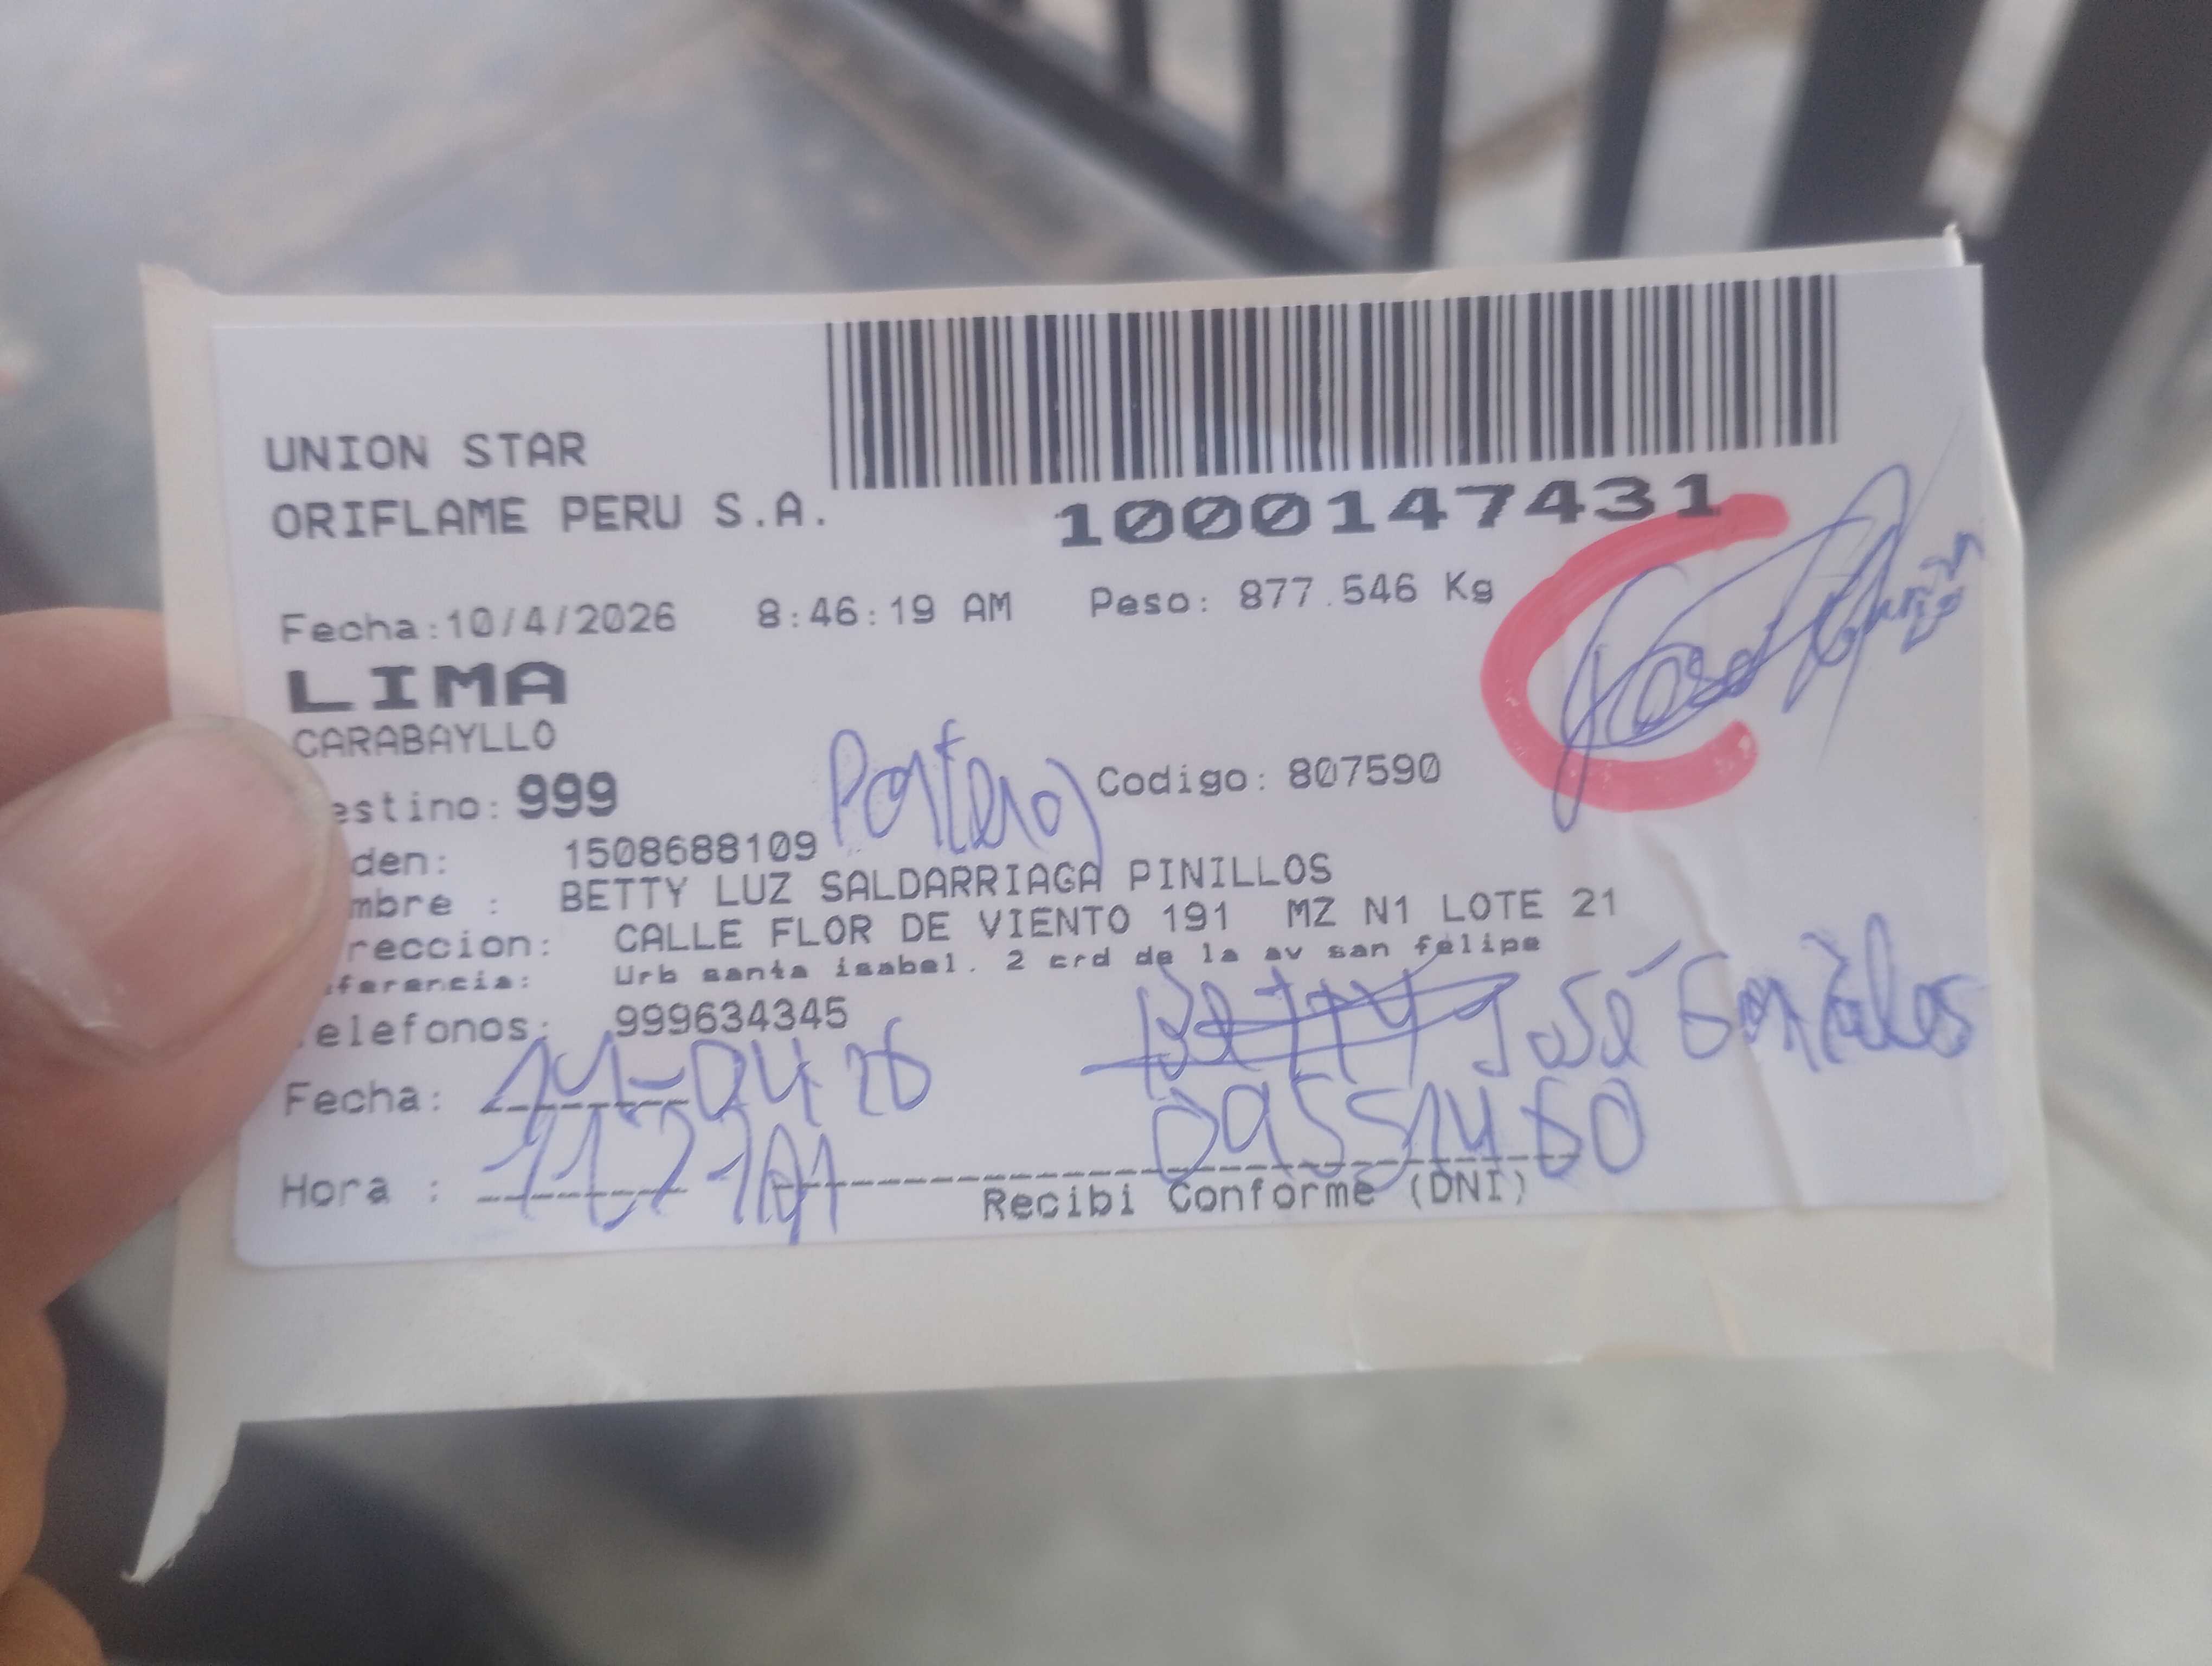 UNION STAR
ORIFLAME PERU S.A.
1000147431
Fecha:10/4/2026 8:46:19 AM Peso: 877.546 Kg
LIMA
CARABAYLLO
estino: 999 Portero Codigo: 807590
den: 1508688109
mbre : BETTY LUZ SALDARRIAGA PINILLOS
reccion: CALLE FLOR DE VIENTO 191 MZ N1 LOTE 21
ferencia: Urb santa isabel. 2 crd de la av san felipe
elefonos: 999634345
José Gonzáles
Fecha: 11-04 26
Hora :
Recibi Conforme (DNI)